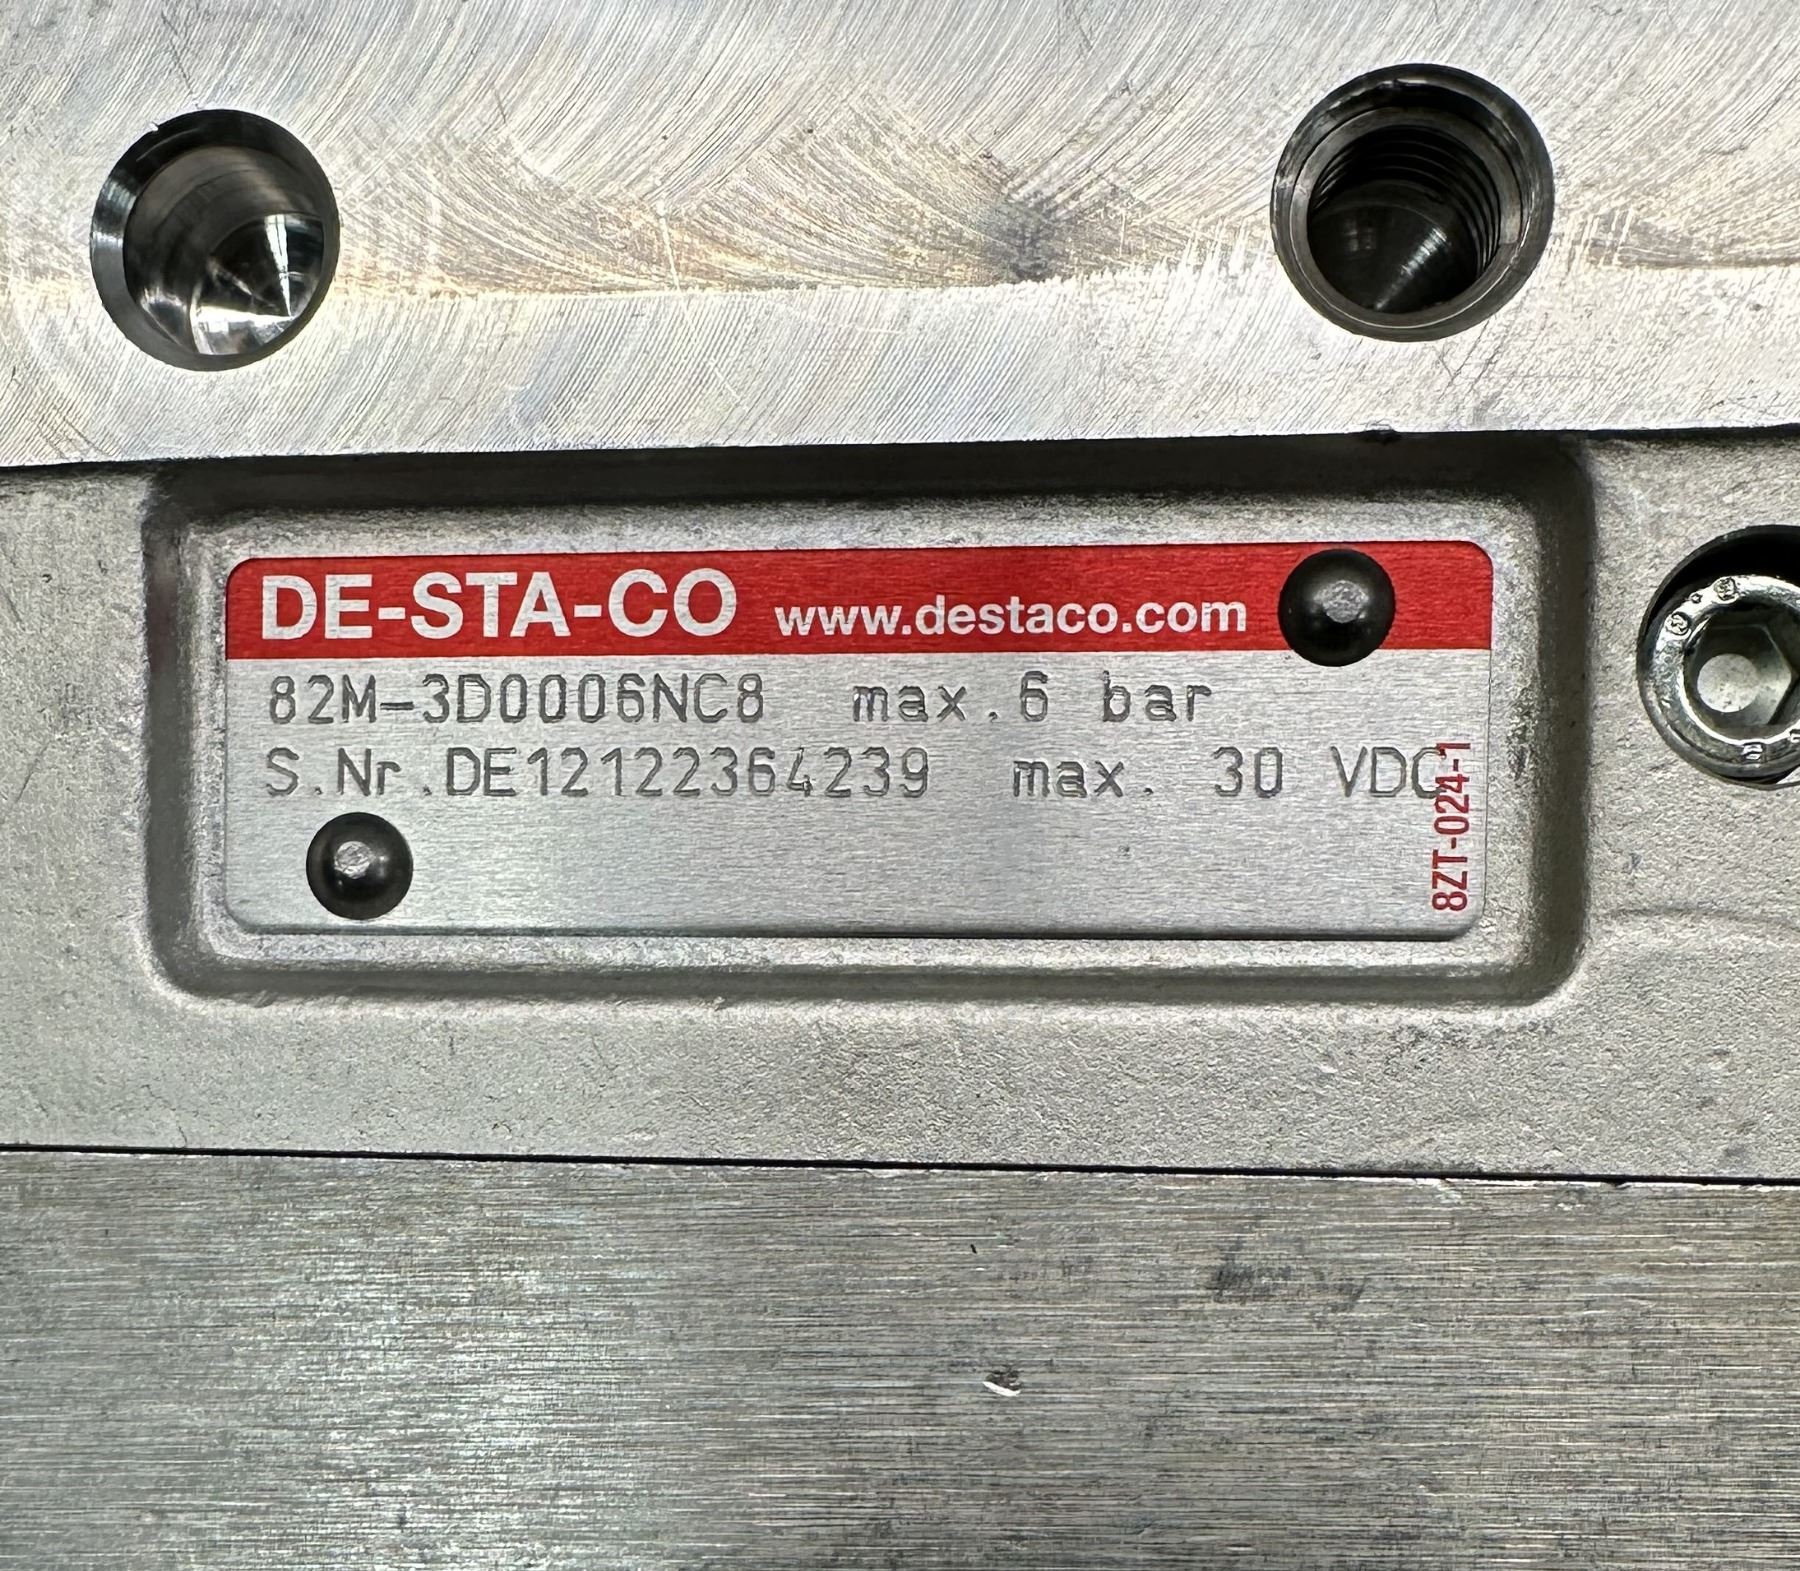 DE-STA-CO www.destaco.com
82M-3D0006NC8 max.6 bar
S.Nr.DE12122364239 max. 30 VDC
8ZT-024-1